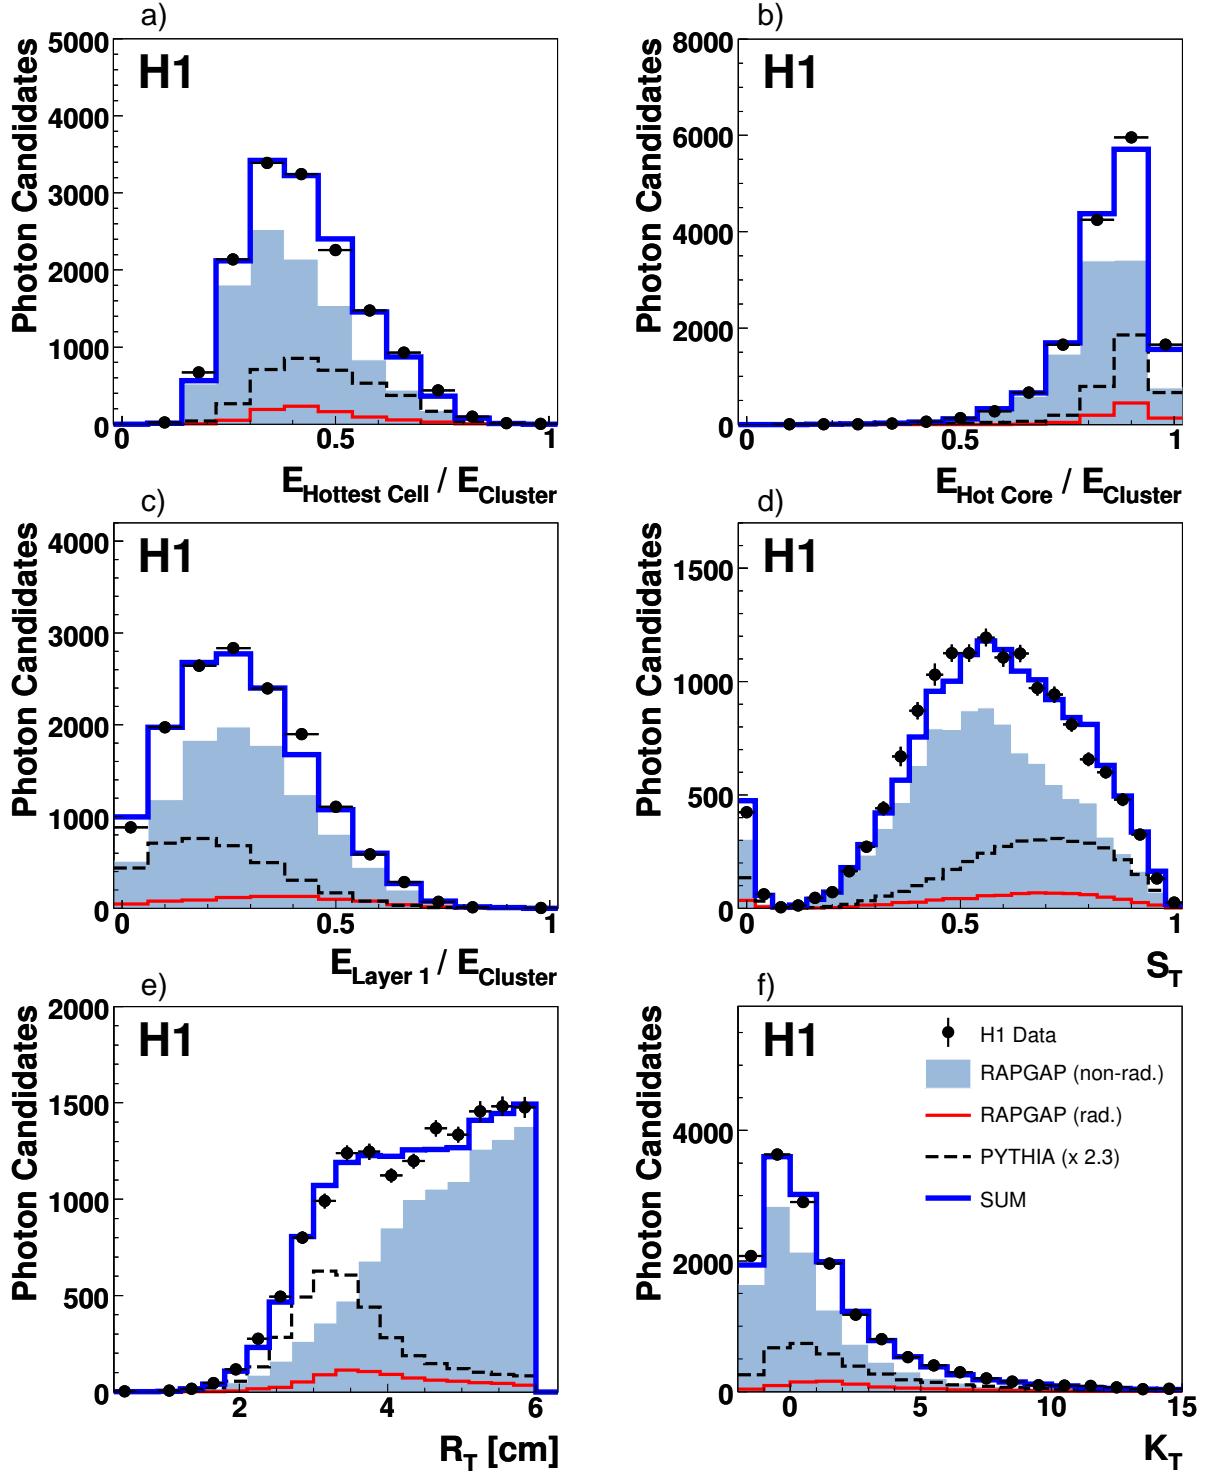 a)
H1
Photon Candidates
5000
4000
3000
2000
1000
0
0 0.5 1
E_Hottest Cell / E_Cluster
b)
H1
Photon Candidates
8000
6000
4000
2000
0
0 0.5 1
E_Hot Core / E_Cluster
c)
H1
Photon Candidates
4000
3000
2000
1000
0
0 0.5 1
E_Layer 1 / E_Cluster
d)
H1
Photon Candidates
1500
1000
500
0
0 0.5 1
S_T
e)
H1
Photon Candidates
2000
1500
1000
500
0
2 4 6
R_T [cm]
f)
H1
Photon Candidates
4000
2000
0
0 5 10 15
K_T
H1 Data
RAPGAP (non-rad.)
RAPGAP (rad.)
PYTHIA (x 2.3)
SUM